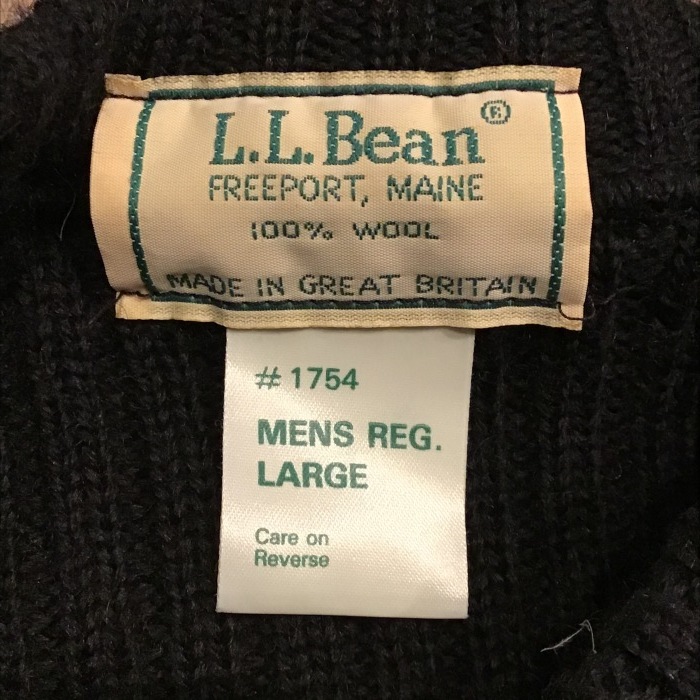 L.L.Bean®
FREEPORT, MAINE
100% WOOL
MADE IN GREAT BRITAIN
# 1754
MENS REG.
LARGE
Care on
Reverse